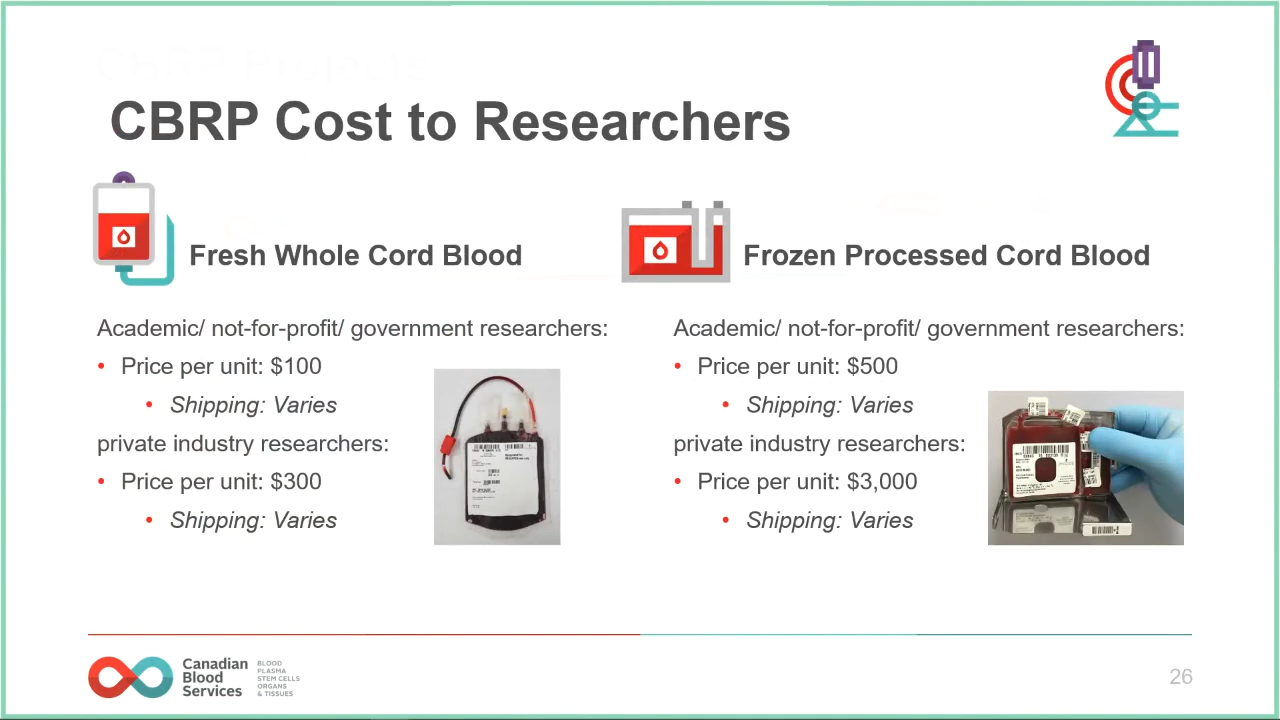 CBRP Cost to Researchers
Fresh Whole Cord Blood
Academic/ not-for-profit/ government researchers:
• Price per unit: $100
• Shipping: Varies
private industry researchers:
• Price per unit: $300
• Shipping: Varies
Frozen Processed Cord Blood
Academic/ not-for-profit/ government researchers:
• Price per unit: $500
• Shipping: Varies
private industry researchers:
• Price per unit: $3,000
• Shipping: Varies
Canadian
Blood
Services
BLOOD
PLASMA
STEM CELLS
ORGANS
& TISSUES
26